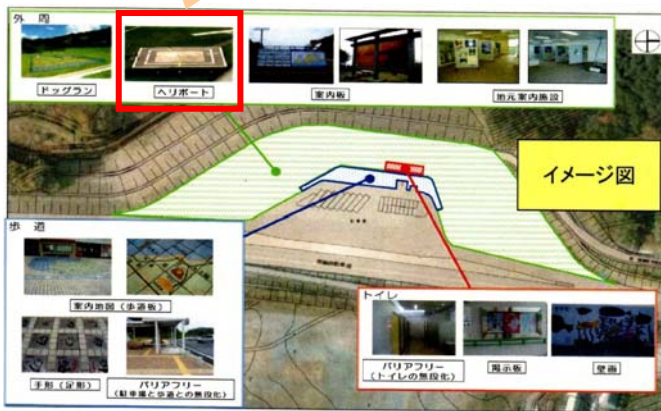 外 周
ドッグラン
ヘリポート
案内板
地元案内施設
イメージ図
歩 道
案内地図(歩道板)
手形(足形)
バリアフリー
(駐車場と歩道との無段化)
トイレ
バリアフリー
(トイレの無段化)
掲示板
壁画